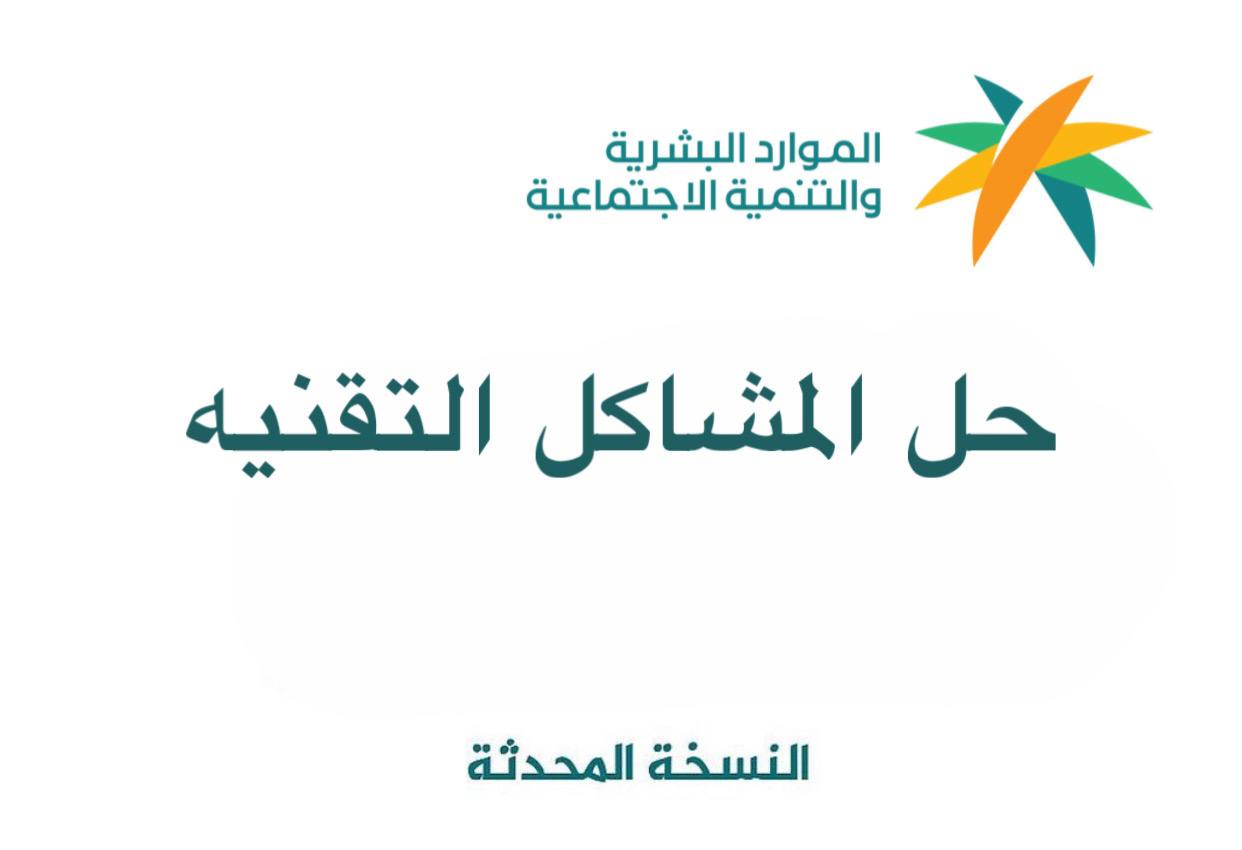 الموارد البشرية
والتنمية الاجتماعية
حل المشاكل التقنيه
النسخة المحدثة